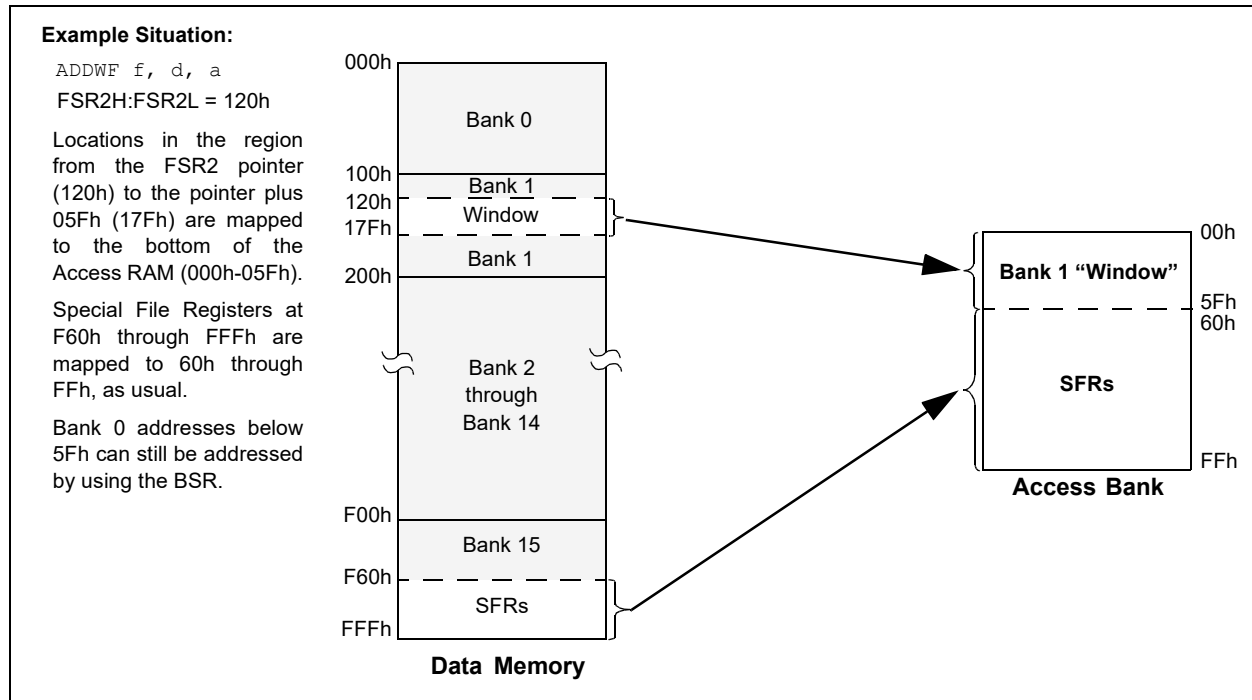 Example Situation:
ADDWF f, d, a
FSR2H:FSR2L = 120h
Locations in the region
from the FSR2 pointer
(120h) to the pointer plus
05Fh (17Fh) are mapped
to the bottom of the
Access RAM (000h-05Fh).
Special File Registers at
F60h through FFFh are
mapped to 60h through
FFh, as usual.
Bank 0 addresses below
5Fh can still be addressed
by using the BSR.
000h
Bank 0
100h
Bank 1
120h
Window
17Fh
Bank 1
200h
Bank 2
through
Bank 14
F00h
Bank 15
F60h
SFRs
FFFh
Data Memory
00h
Bank 1 “Window”
5Fh
60h
SFRs
FFh
Access Bank